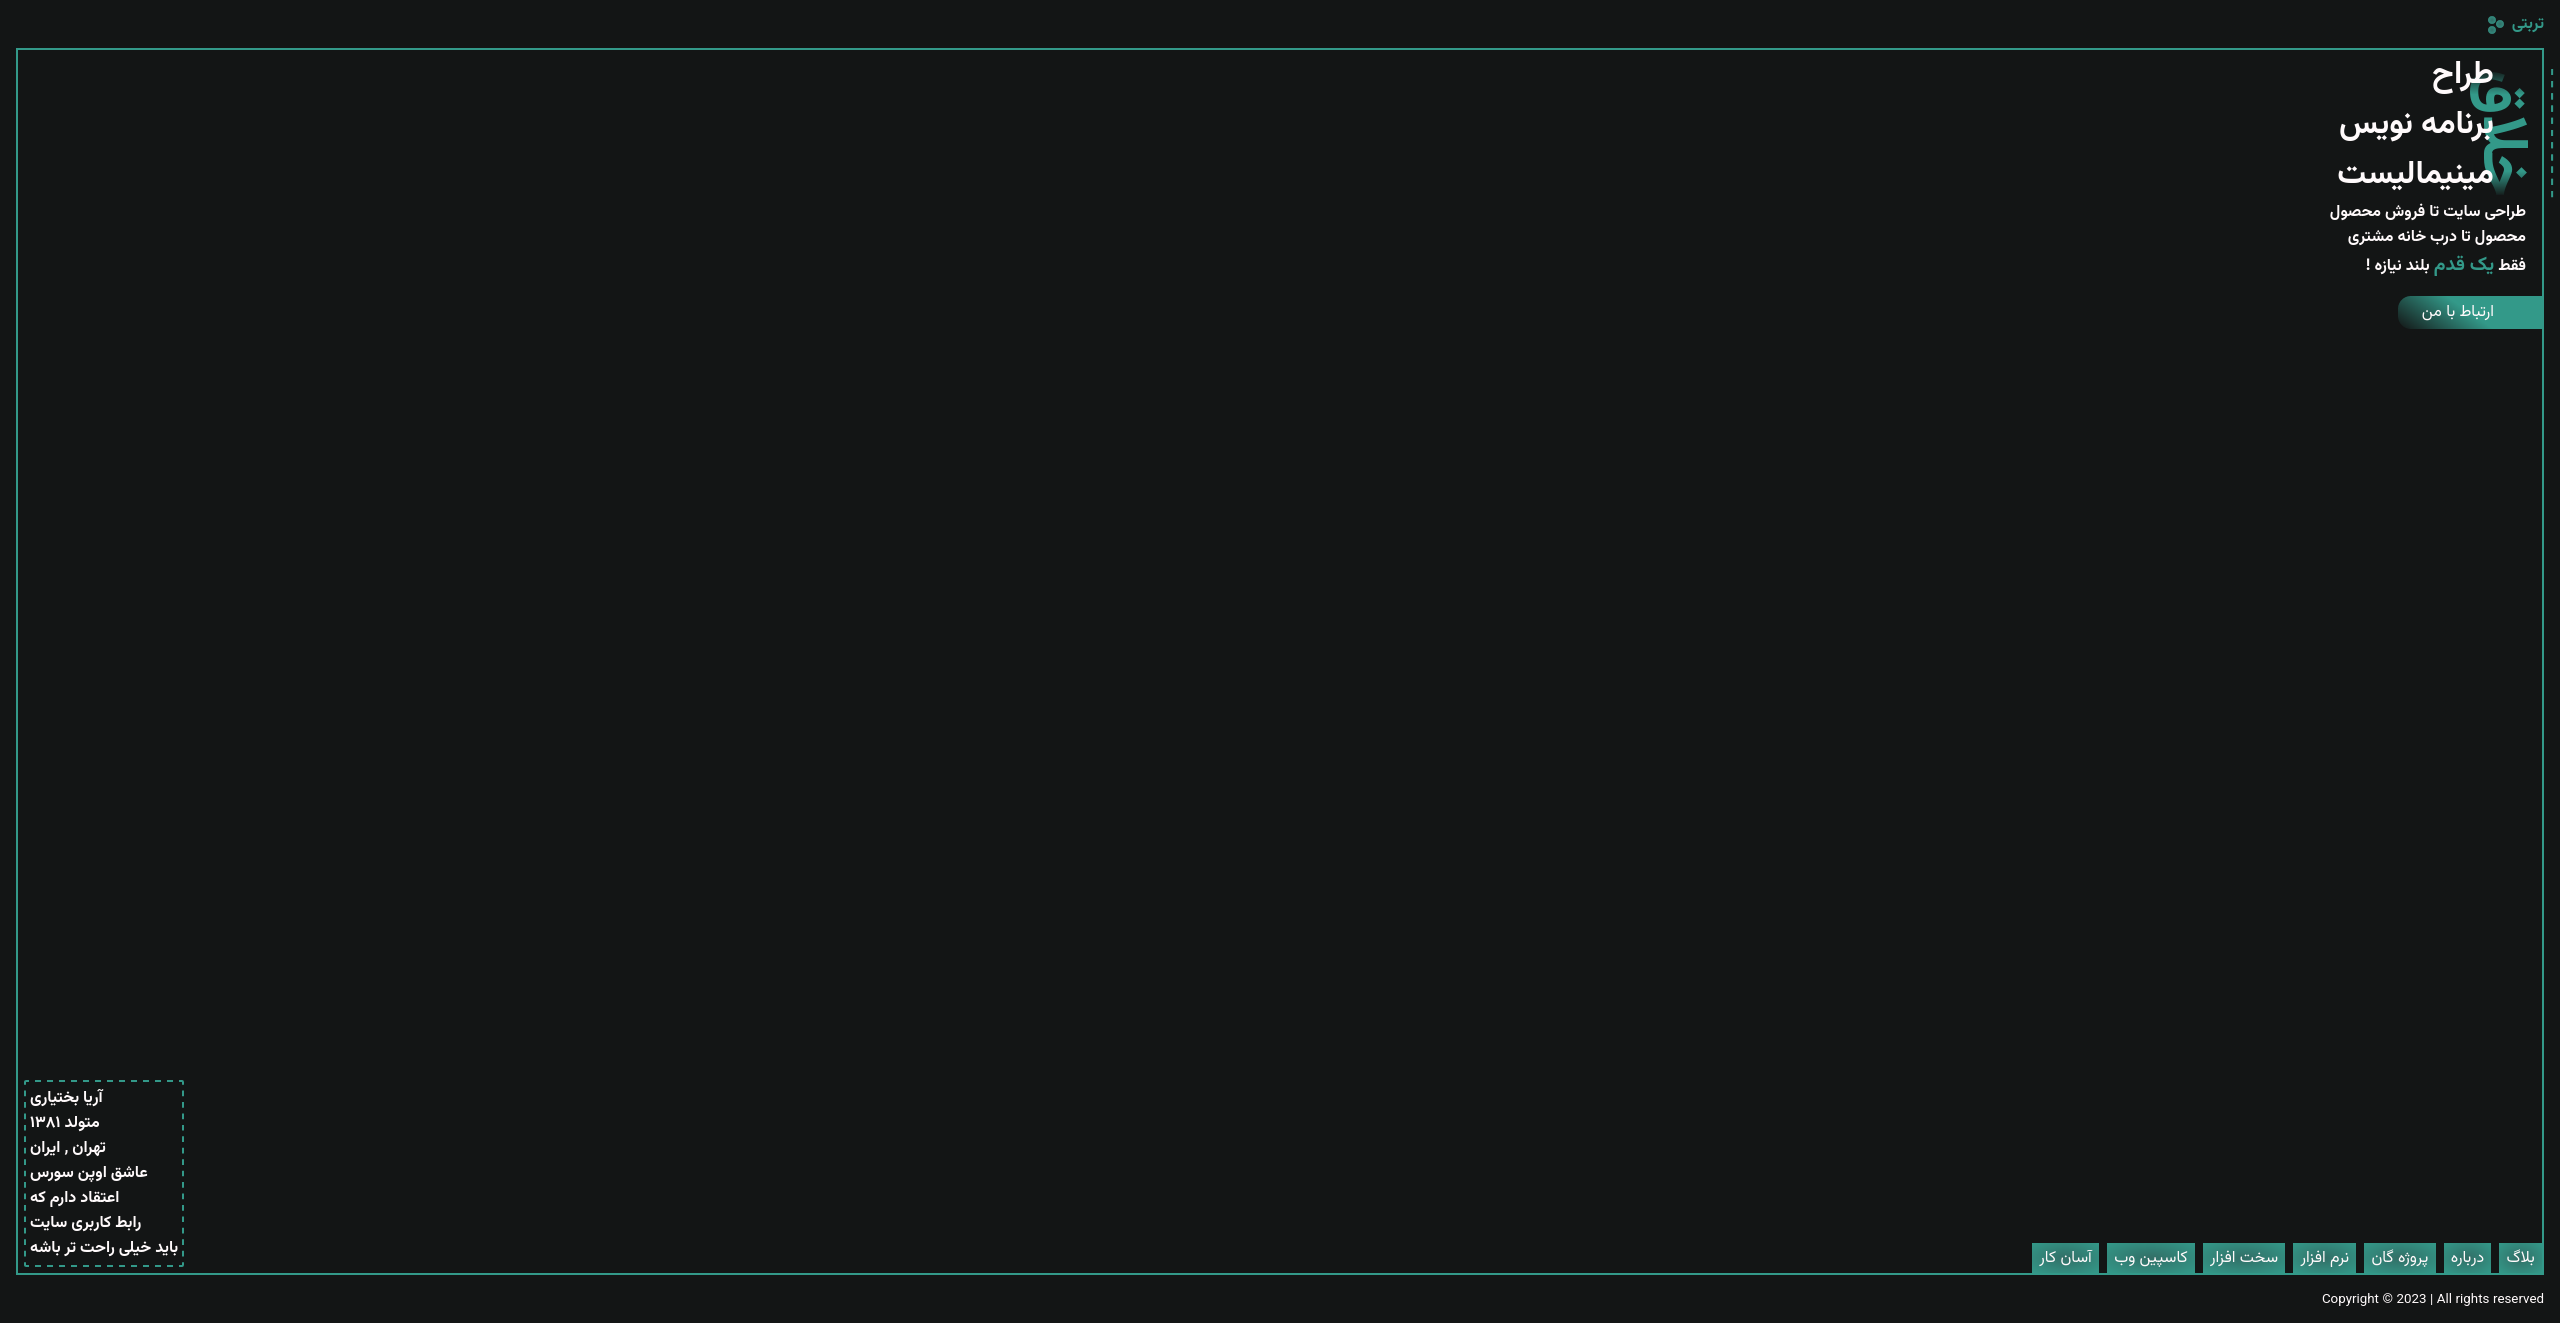 تربتی
خلاق
طراح
برنامه نویس
مینیمالیست
طراحی سایت تا فروش محصول
محصول تا درب خانه مشتری
فقط یک قدم بلند نیازه !
ارتباط با من
آریا بختیاری
متولد ۱۳۸۱
تهران , ایران
عاشق اوپن سورس
اعتقاد دارم که
رابط کاربری سایت
باید خیلی راحت تر باشه
بلاگ درباره پروژه گان نرم افزار سخت افزار کاسپین وب آسان کار
Copyright © 2023 | All rights reserved